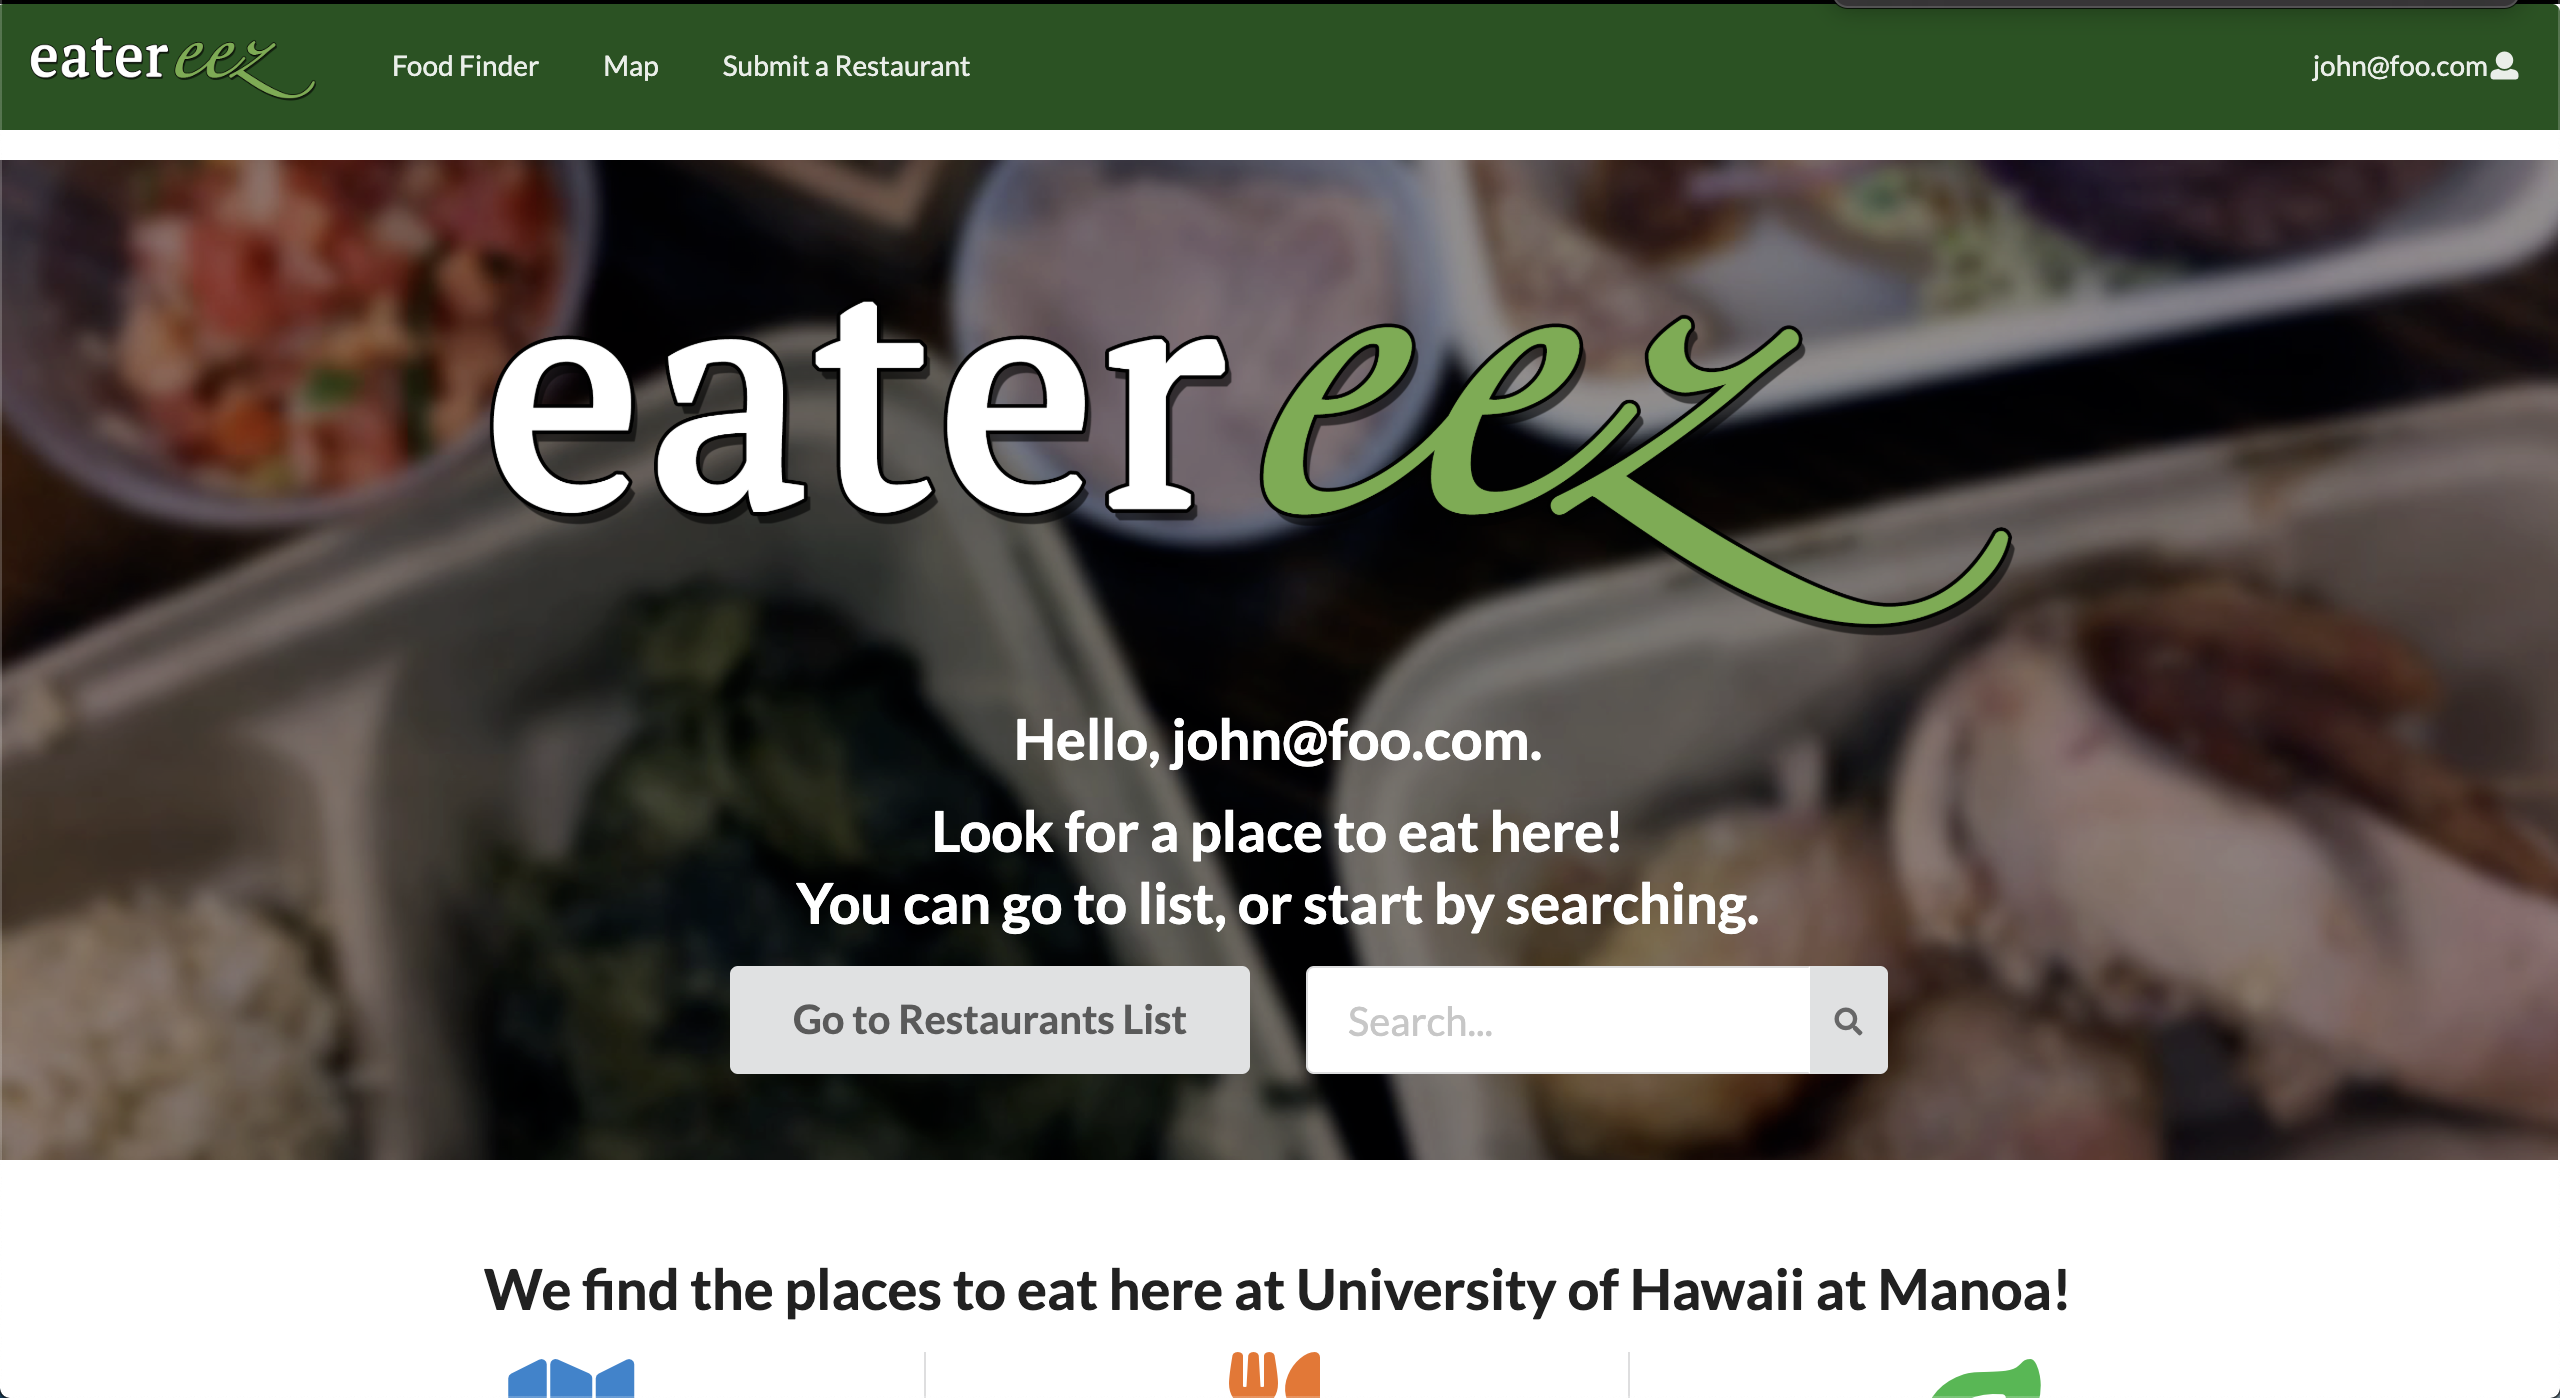 eatereez
Food Finder
Map
Submit a Restaurant
john@foo.com
eatereez
Hello, john@foo.com.
Look for a place to eat here!
You can go to list, or start by searching.
Go to Restaurants List
Search...
We find the places to eat here at University of Hawaii at Manoa!